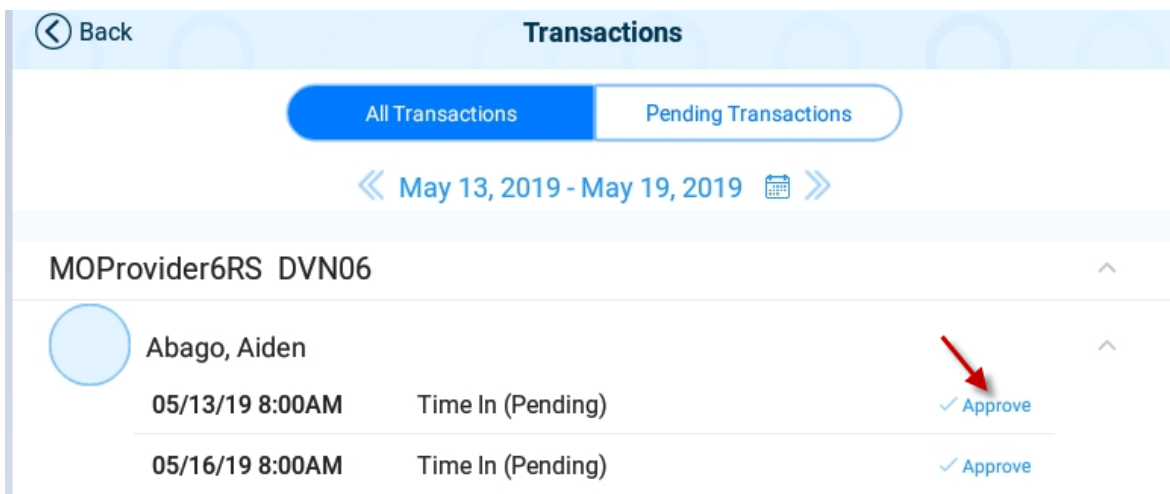 Back Transactions
All Transactions Pending Transactions
May 13, 2019 - May 19, 2019
MOProvider6RS DVN06
Abago, Aiden
05/13/19 8:00AM Time In (Pending) Approve
05/16/19 8:00AM Time In (Pending) Approve